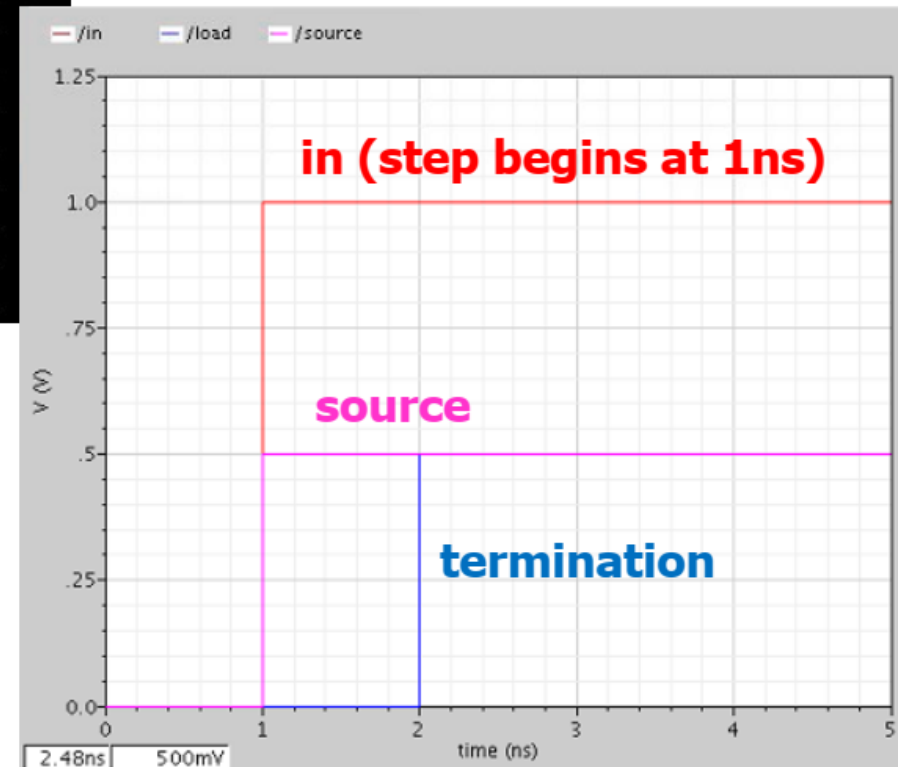 /in /load /source
1.25
in (step begins at 1ns)
1.0
.75
V (V)
source
.5
termination
.25
0.0
0 1 2 3 4 5
time (ns)
2.48ns 500mV